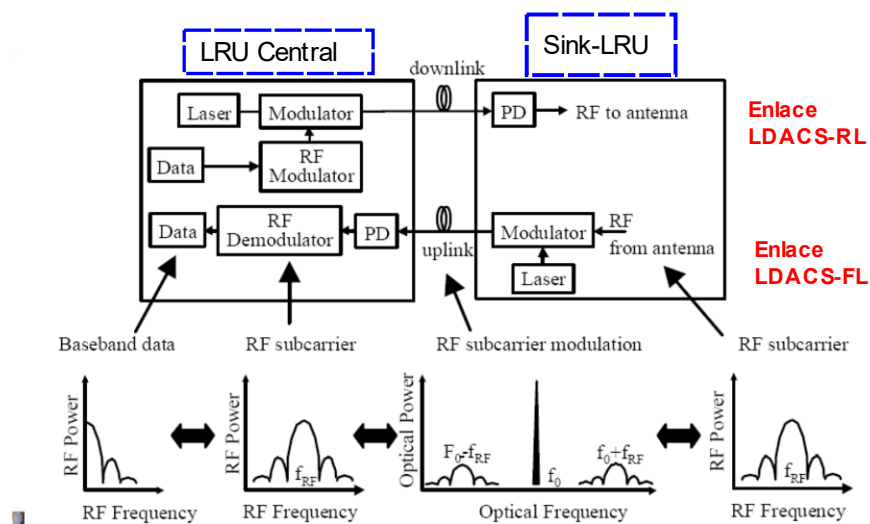 LRU Central
Sink-LRU
downlink
Laser
Modulator
PD
RF to antenna
Enlace
LDACS-RL
Data
RF
Modulator
Data
RF
Demodulator
PD
uplink
Modulator
RF
from antenna
Laser
Enlace
LDACS-FL
Baseband data
RF subcarrier
RF subcarrier modulation
RF subcarrier
RF Power
RF Frequency
RF Power
fRF
RF Frequency
Optical Power
F0-fRF
f0
f0+fRF
Optical Frequency
RF Power
fRF
RF Frequency